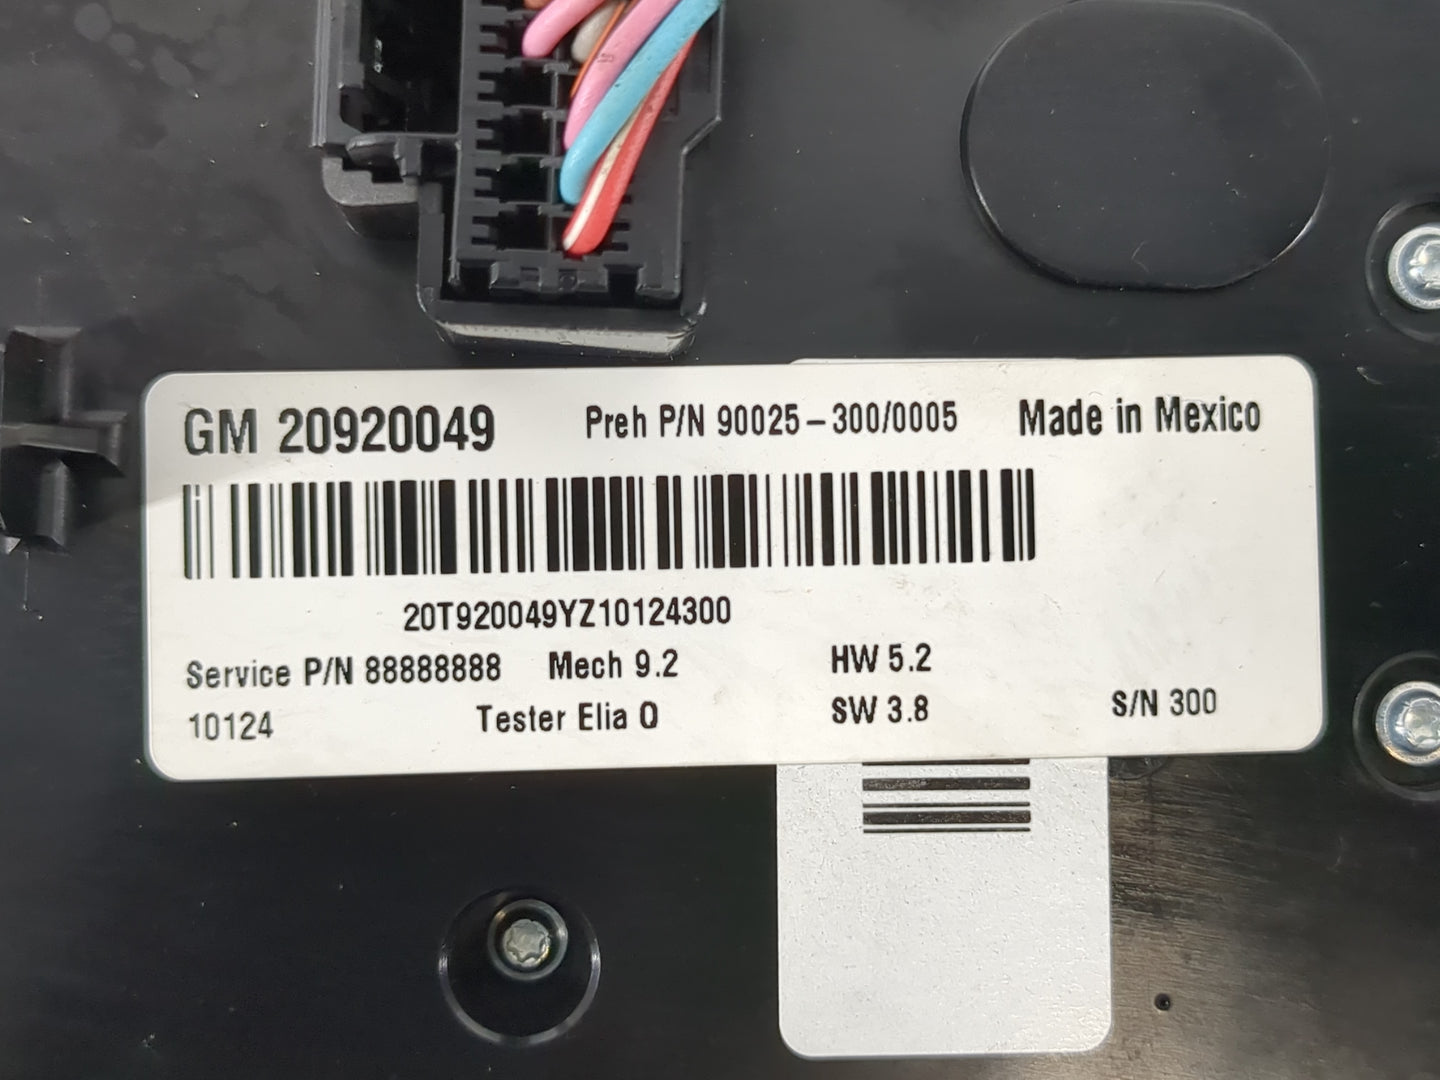 GM 20920049 Preh P/N 90025-300/0005 Made in Mexico
20T920049YZ10124300
Service P/N 88888888 Mech 9.2 HW 5.2
10124 Tester Elia Q SW 3.8 S/N 300